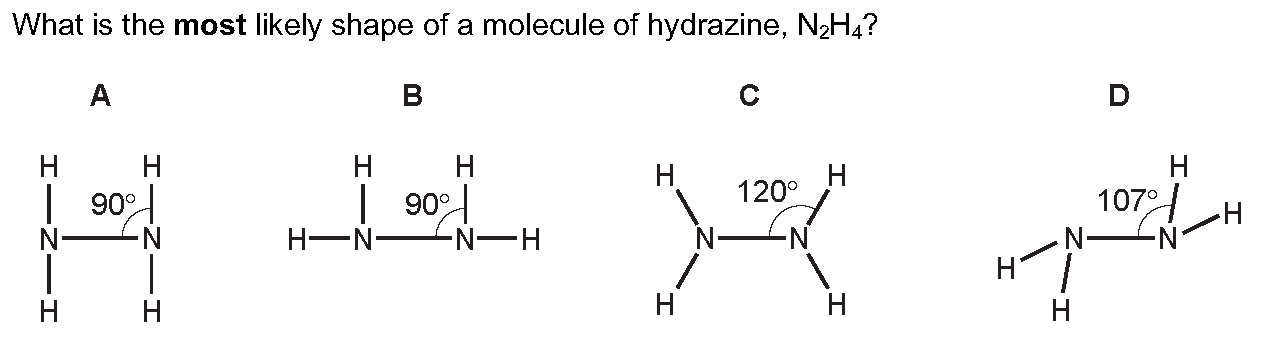 What is the most likely shape of a molecule of hydrazine, N₂H₄?
A B C D
H H H H H H H
90° 90° 120° 107° H
N N H N N H N N N N
H
H H H H H